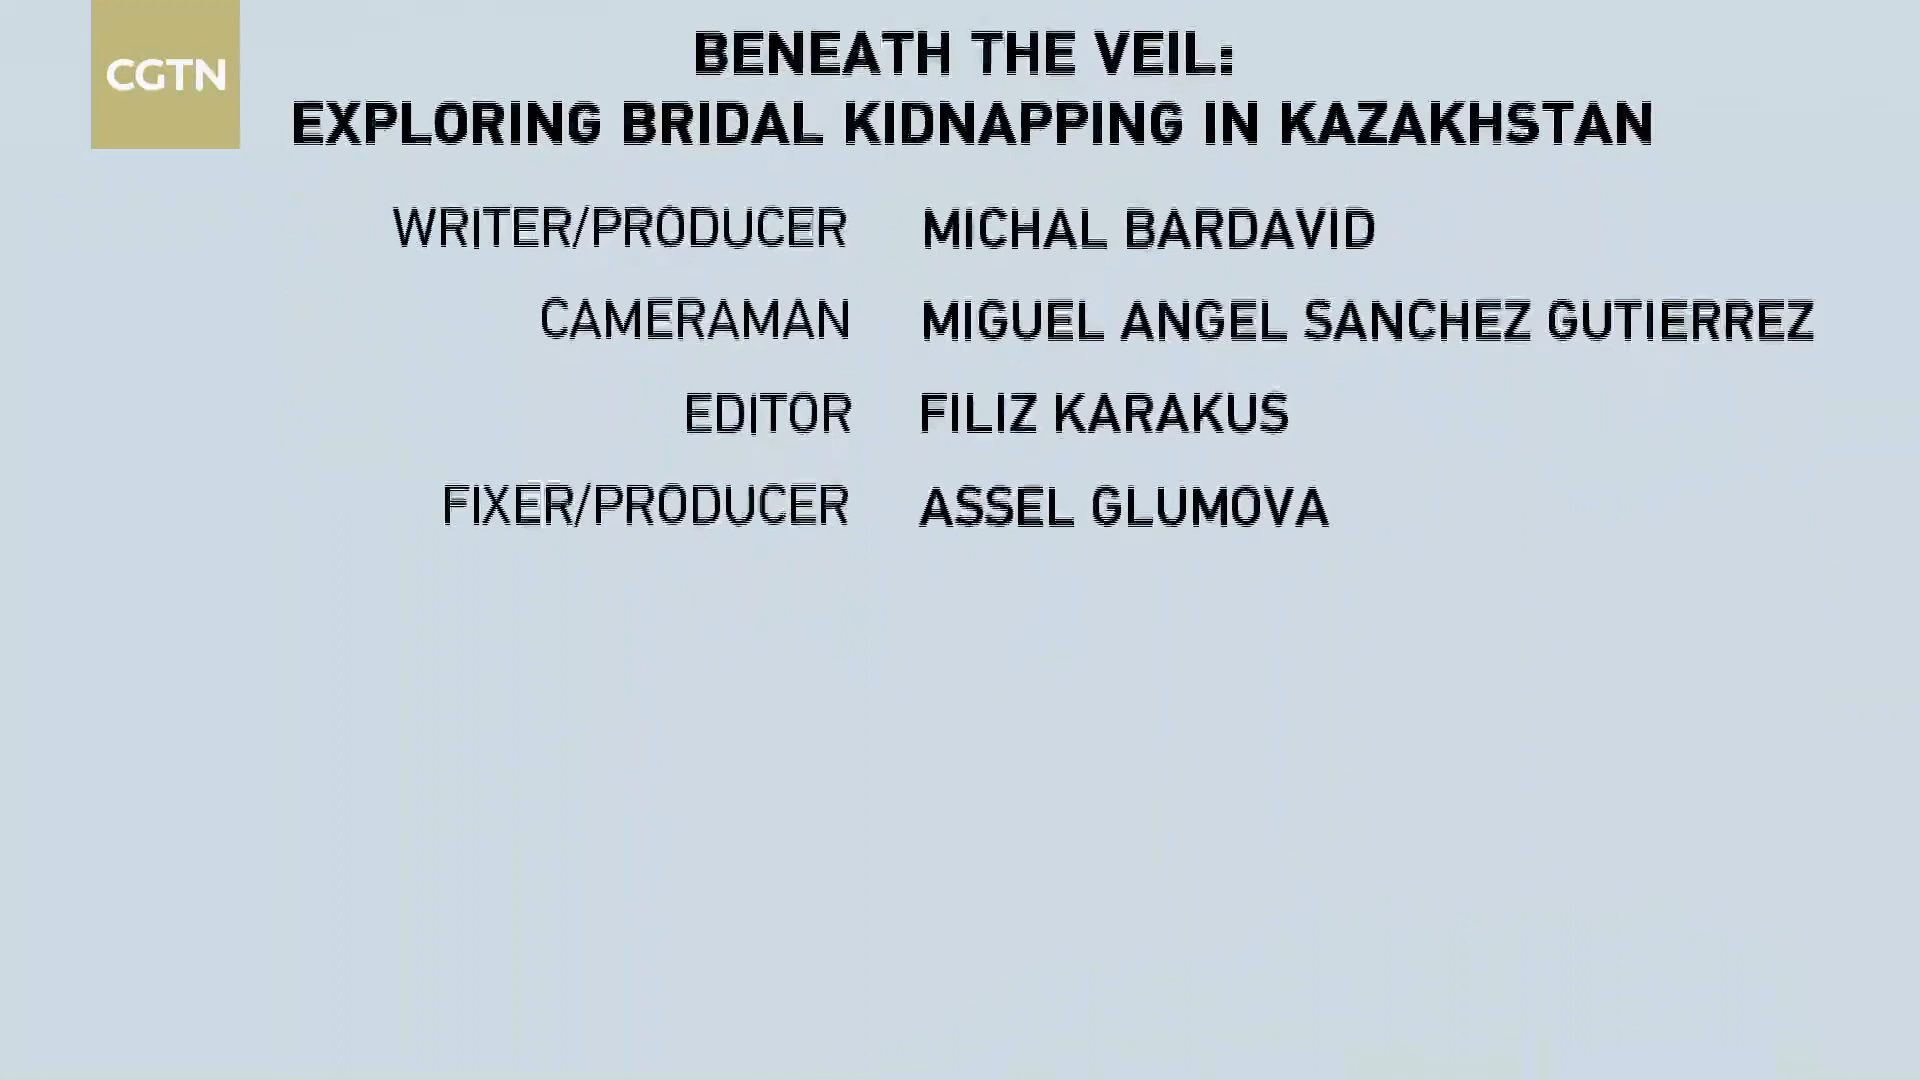 CGTN
BENEATH THE VEIL:
EXPLORING BRIDAL KIDNAPPING IN KAZAKHSTAN
WRITER/PRODUCER MICHAL BARDAVID
CAMERAMAN MIGUEL ANGEL SANCHEZ GUTIERREZ
EDITOR FILIZ KARAKUS
FIXER/PRODUCER ASSEL GLUMOVA